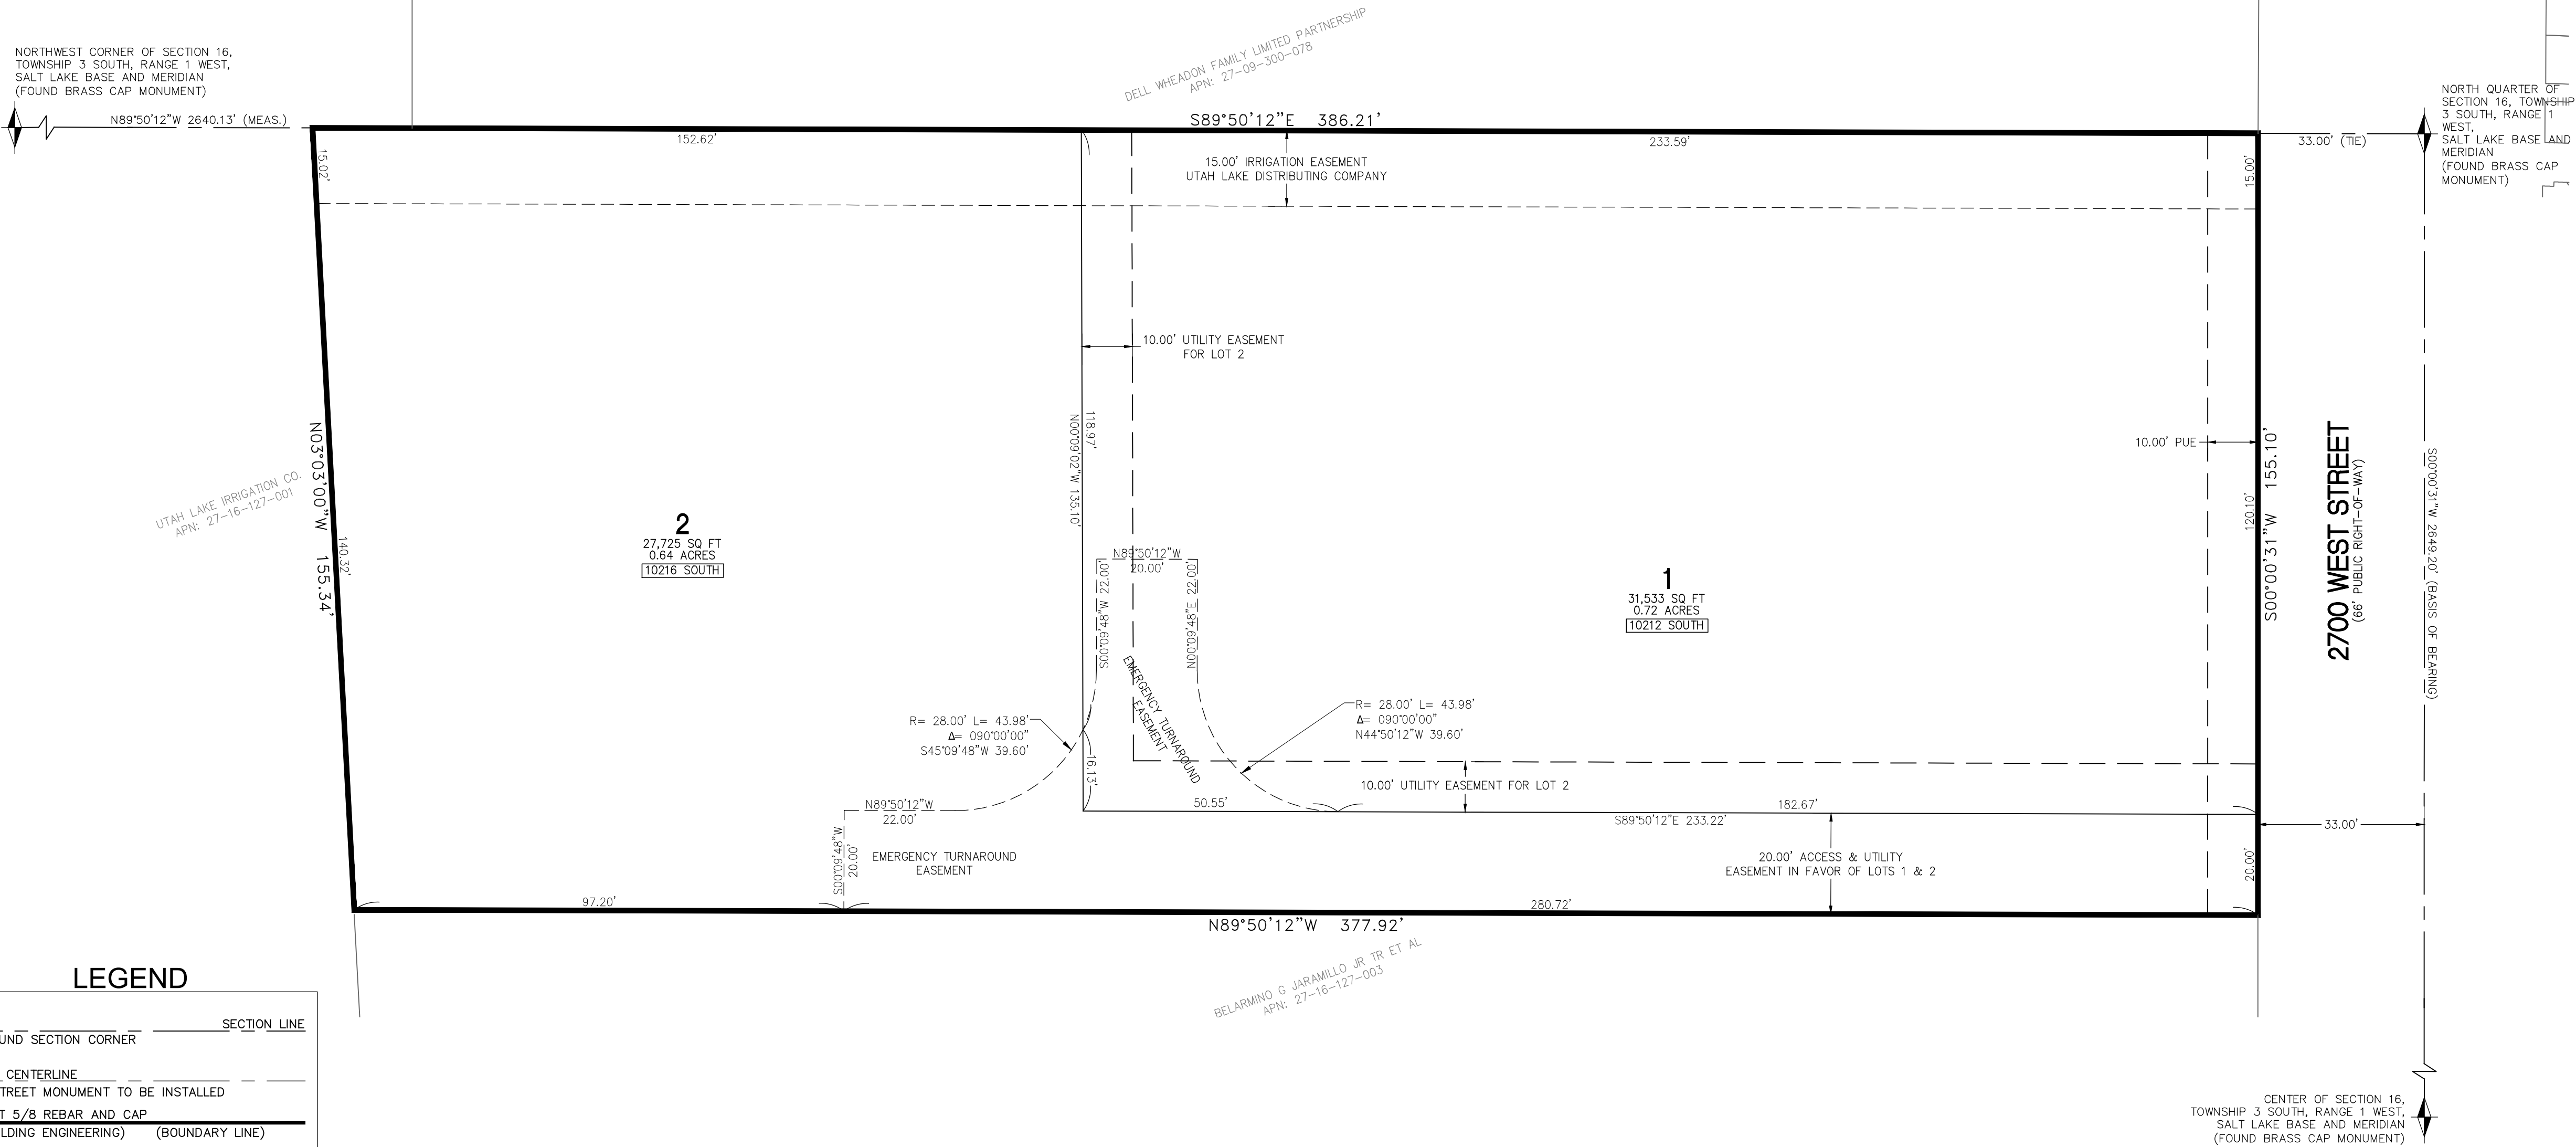 NORTHWEST CORNER OF SECTION 16,
TOWNSHIP 3 SOUTH, RANGE 1 WEST,
SALT LAKE BASE AND MERIDIAN
(FOUND BRASS CAP MONUMENT)
N89°50'12"W 2640.13' (MEAS.)
DELL WHEADON FAMILY LIMITED PARTNERSHIP
APN: 27-09-300-078
S89°50'12"E 386.21'
152.62'
233.59'
33.00' (TIE)
NORTH QUARTER OF
SECTION 16, TOWNSHIP
3 SOUTH, RANGE 1
WEST,
SALT LAKE BASE AND
MERIDIAN
(FOUND BRASS CAP
MONUMENT)
15.02'
15.00' IRRIGATION EASEMENT
UTAH LAKE DISTRIBUTING COMPANY
15.00'
10.00' UTILITY EASEMENT
FOR LOT 2
N03°03'00"W 155.34'
140.32'
UTAH LAKE IRRIGATION CO.
APN: 27-16-127-001
2
27,725 SQ FT
0.64 ACRES
10216 SOUTH
118.97'
N00°09'02"W 135.10'
N89°50'12"W
20.00'
S00°09'48"W 22.00'
N00°09'48"E 22.00'
EMERGENCY TURNAROUND
EASEMENT
1
31,533 SQ FT
0.72 ACRES
10212 SOUTH
10.00' PUE
120.10'
S00°00'31"W 155.10'
2700 WEST STREET
(66' PUBLIC RIGHT-OF-WAY)
S00°00'31"W 2649.20' (BASIS OF BEARING)
R= 28.00' L= 43.98'
Δ= 090°00'00"
S45°09'48"W 39.60'
R= 28.00' L= 43.98'
Δ= 090°00'00"
N44°50'12"W 39.60'
16.13'
10.00' UTILITY EASEMENT FOR LOT 2
N89°50'12"W
22.00'
50.55'
182.67'
S89°50'12"E 233.22'
33.00'
S00°09'48"W
20.00'
EMERGENCY TURNAROUND
EASEMENT
20.00' ACCESS & UTILITY
EASEMENT IN FAVOR OF LOTS 1 & 2
20.00'
97.20'
280.72'
N89°50'12"W 377.92'
BELARMINO G JARAMILLO JR TR ET AL
APN: 27-16-127-003
LEGEND
SECTION LINE
UND SECTION CORNER
CENTERLINE
TREET MONUMENT TO BE INSTALLED
T 5/8 REBAR AND CAP
LDING ENGINEERING) (BOUNDARY LINE)
CENTER OF SECTION 16,
TOWNSHIP 3 SOUTH, RANGE 1 WEST,
SALT LAKE BASE AND MERIDIAN
(FOUND BRASS CAP MONUMENT)